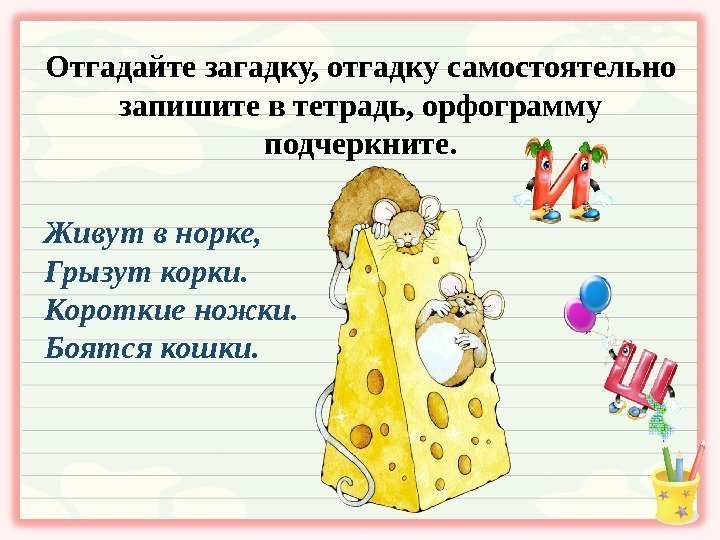 Отгадайте загадку, отгадку самостоятельно
запишите в тетрадь, орфограмму
подчеркните.
И
Живут в норке,
Грызут корки.
Короткие ножки.
Боятся кошки.
Ш